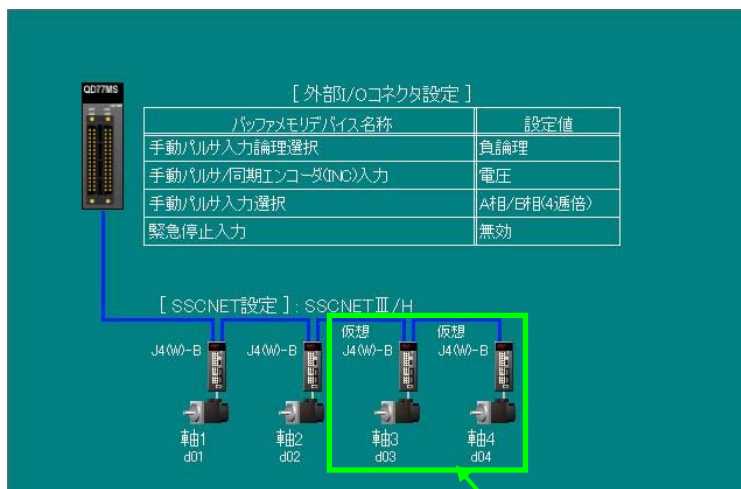 QD77MS
[ 外部I/Oコネクタ設定 ]
バッファメモリデバイス名称 設定値
手動パルサ入力論理選択 負論理
手動パルサ/同期エンコーダ(INC)入力 電圧
手動パルサ入力選択 A相/B相(4逓倍)
緊急停止入力 無効
[ SSCNET設定 ] : SSCNETⅢ/H
仮想 仮想
J4(W)-B J4(W)-B J4(W)-B J4(W)-B
軸1 軸2 軸3 軸4
d01 d02 d03 d04